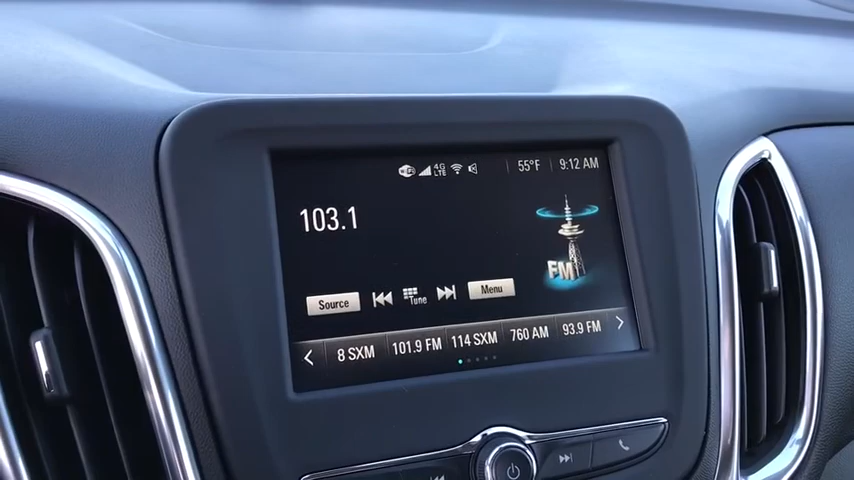 WiFi 4G LTE 55°F 9:12 AM
103.1
FM
Source Tune Menu
8 SXM 101.9 FM 114 SXM 760 AM 93.9 FM